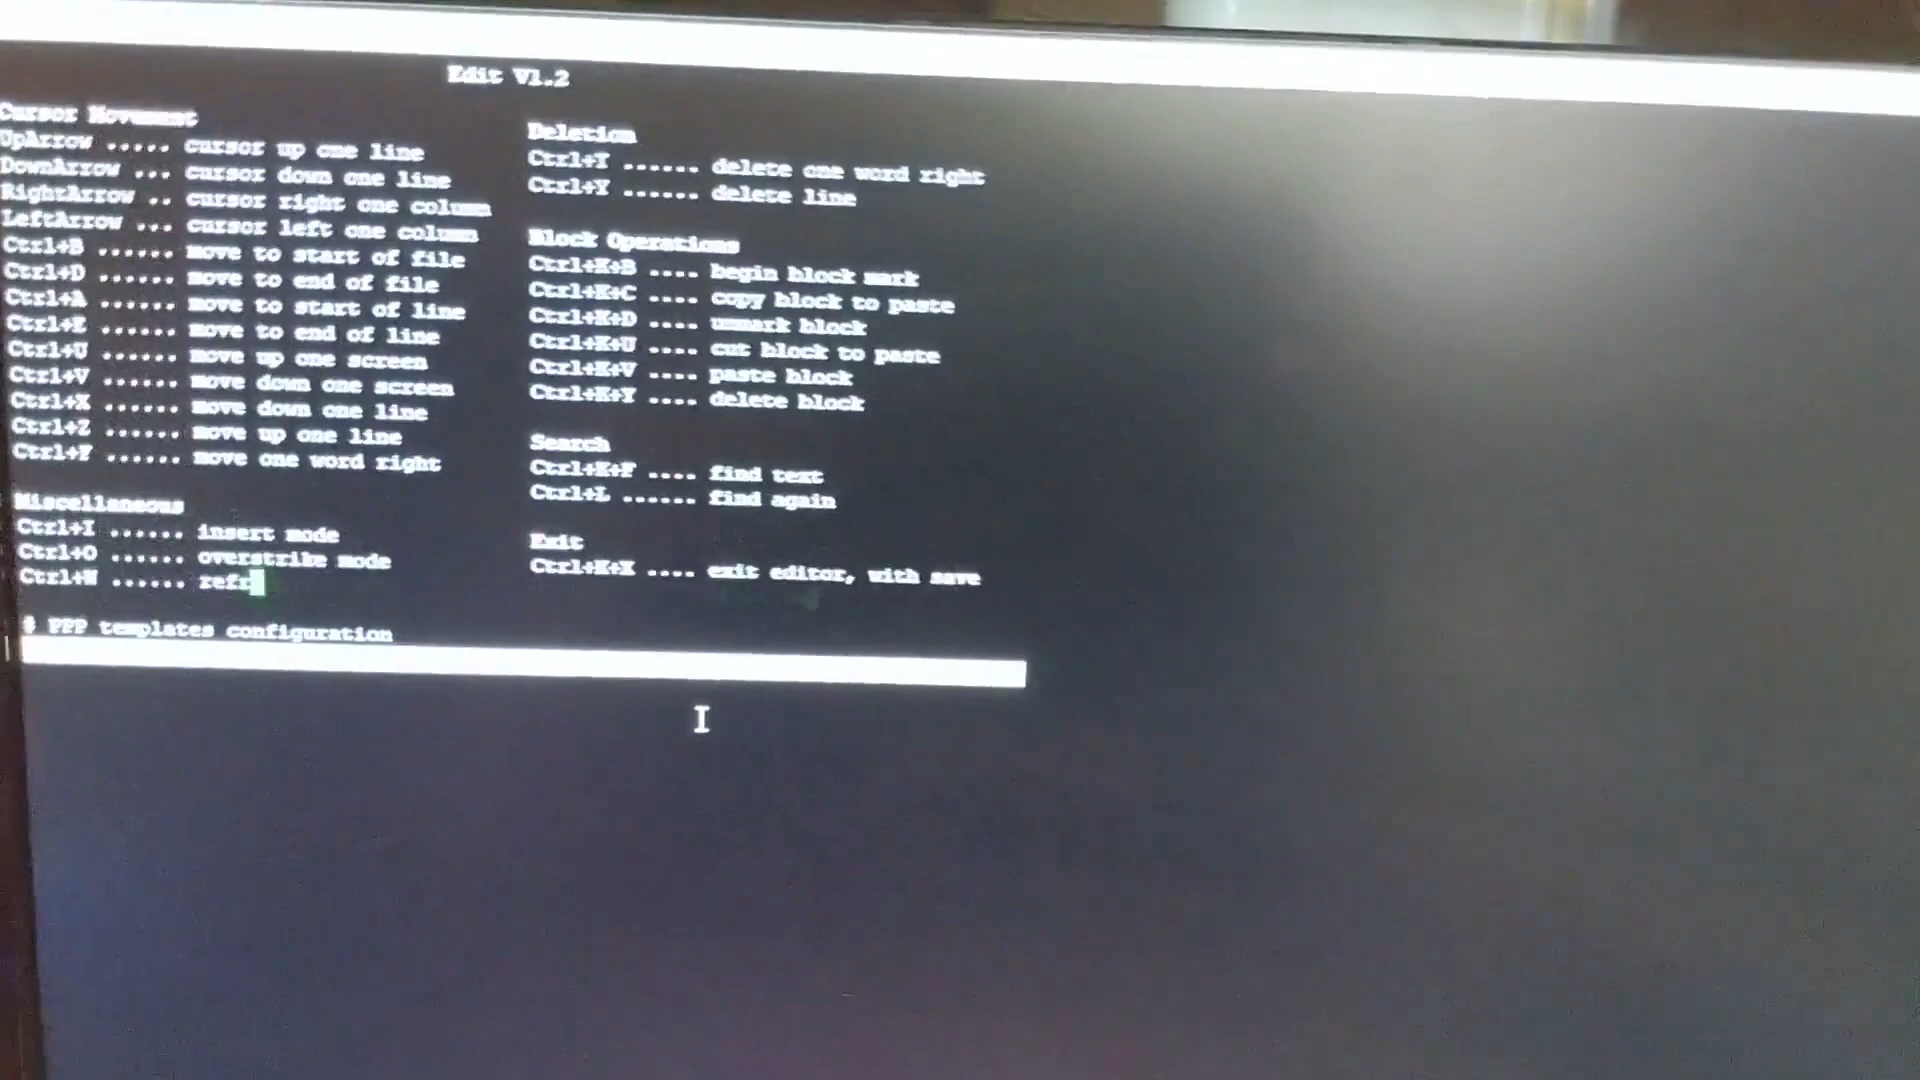 Edit V1.2
Cursor Movement
UpArrow ..... cursor up one line
DownArrow ... cursor down one line
RightArrow .. cursor right one column
LeftArrow ... cursor left one column
Ctrl+B ...... move to start of file
Ctrl+D ...... move to end of file
Ctrl+A ...... move to start of line
Ctrl+E ...... move to end of line
Ctrl+U ...... move up one screen
Ctrl+V ...... move down one screen
Ctrl+X ...... move down one line
Ctrl+Z ...... move up one line
Ctrl+F ...... move one word right
Miscellaneous
Ctrl+I ...... insert mode
Ctrl+O ...... overstrike mode
Ctrl+W ...... refr
Deletion
Ctrl+T ...... delete one word right
Ctrl+Y ...... delete line
Block Operations
Ctrl+K+B .... begin block mark
Ctrl+K+C .... copy block to paste
Ctrl+K+D .... unmark block
Ctrl+K+U .... cut block to paste
Ctrl+K+V .... paste block
Ctrl+K+Y .... delete block
Search
Ctrl+K+F .... find text
Ctrl+L ...... find again
Exit
Ctrl+K+X .... exit editor, with save
# PPP templates configuration